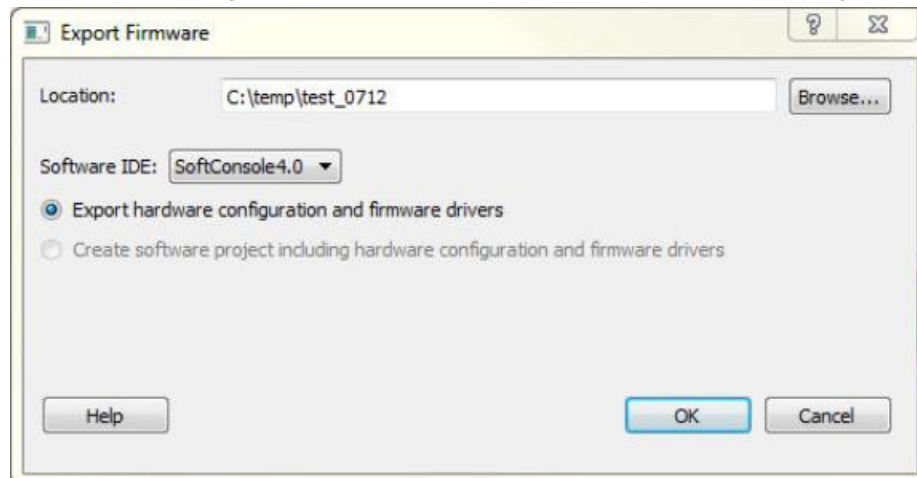 Export Firmware
Location: C:\temp\test_0712 Browse...
Software IDE: SoftConsole4.0
Export hardware configuration and firmware drivers
Create software project including hardware configuration and firmware drivers
Help OK Cancel